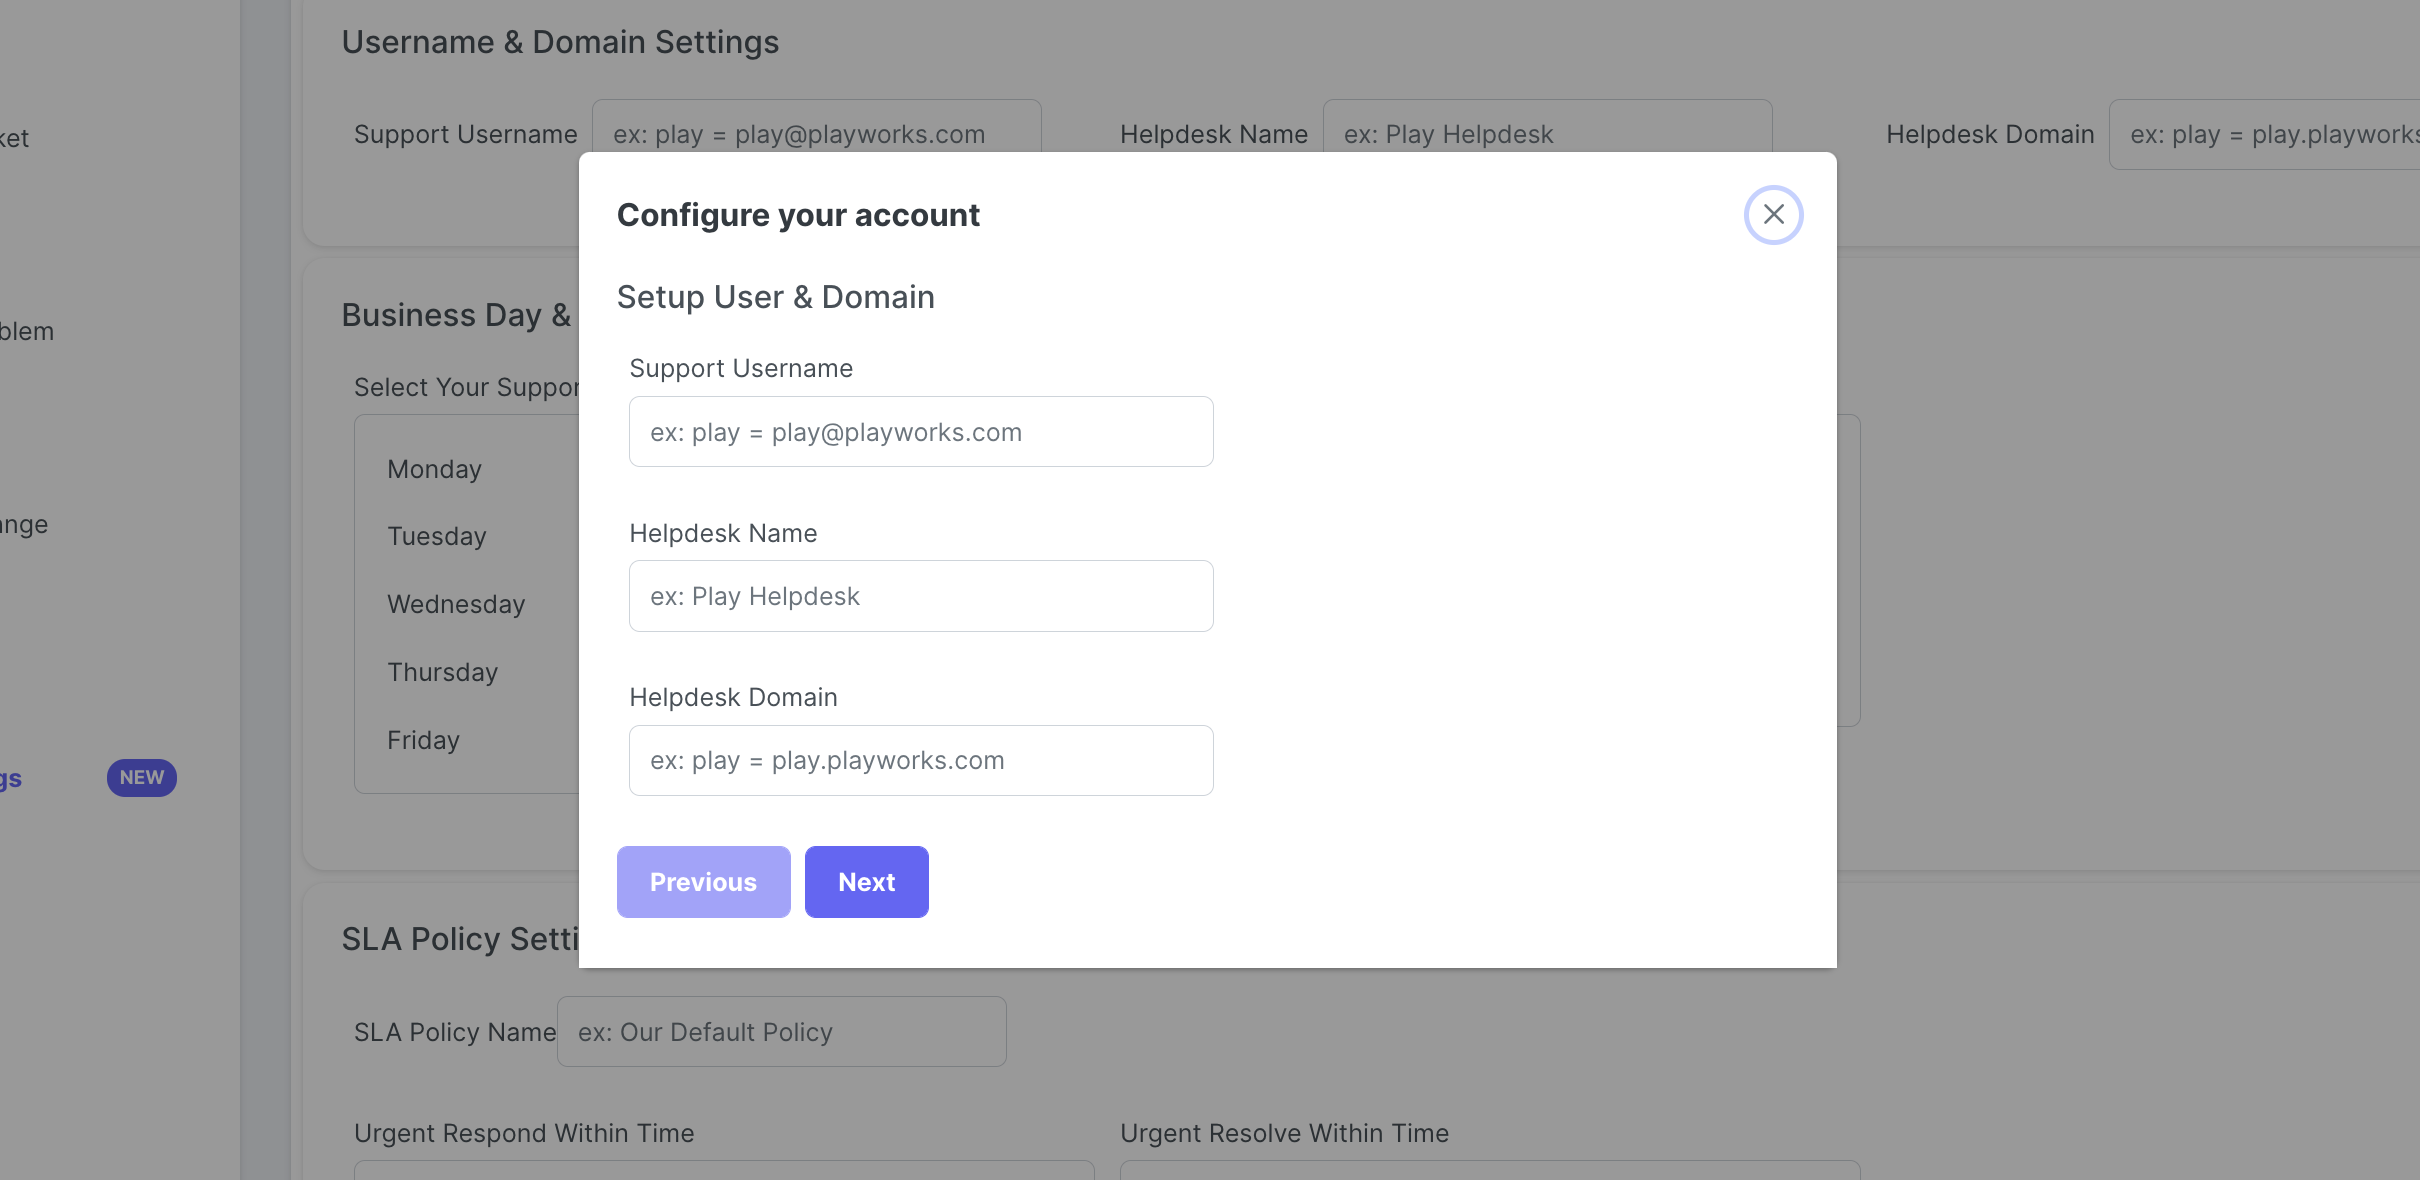 Username & Domain Settings
Support Username ex: play = play@playworks.com Helpdesk Name ex: Play Helpdesk Helpdesk Domain ex: play = play.playworks
ket
Configure your account
Setup User & Domain
Business Day &
blem
Support Username
Select Your Suppor
ex: play = play@playworks.com
Monday
ange
Helpdesk Name
Tuesday
ex: Play Helpdesk
Wednesday
Thursday
Helpdesk Domain
Friday
ex: play = play.playworks.com
gs NEW
Previous Next
SLA Policy Setti
SLA Policy Name ex: Our Default Policy
Urgent Respond Within Time Urgent Resolve Within Time